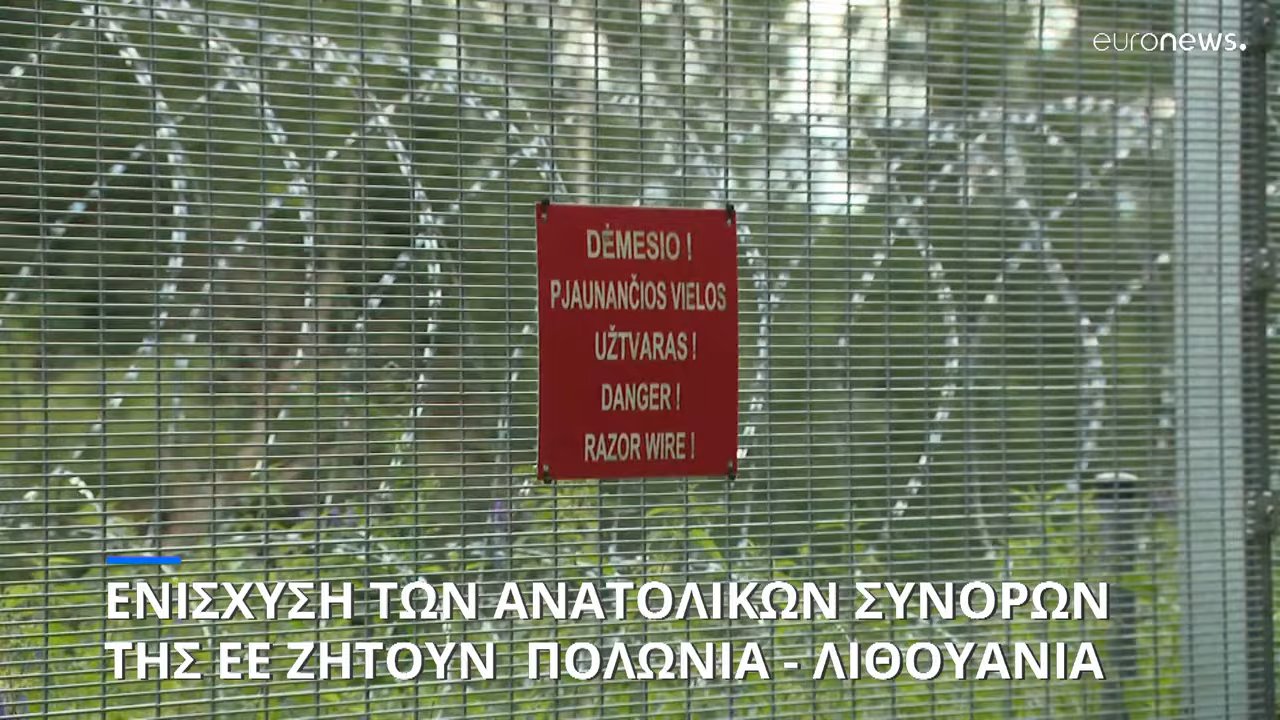 euronews.
DĖMESIO !
PJAUNANČIOS VIELOS
UŽTVARAS !
DANGER !
RAZOR WIRE !
ΕΝΙΣΧΥΣΗ ΤΩΝ ΑΝΑΤΟΛΙΚΩΝ ΣΥΝΟΡΩΝ
ΤΗΣ ΕΕ ΖΗΤΟΥΝ ΠΟΛΩΝΙΑ - ΛΙΘΟΥΑΝΙΑ